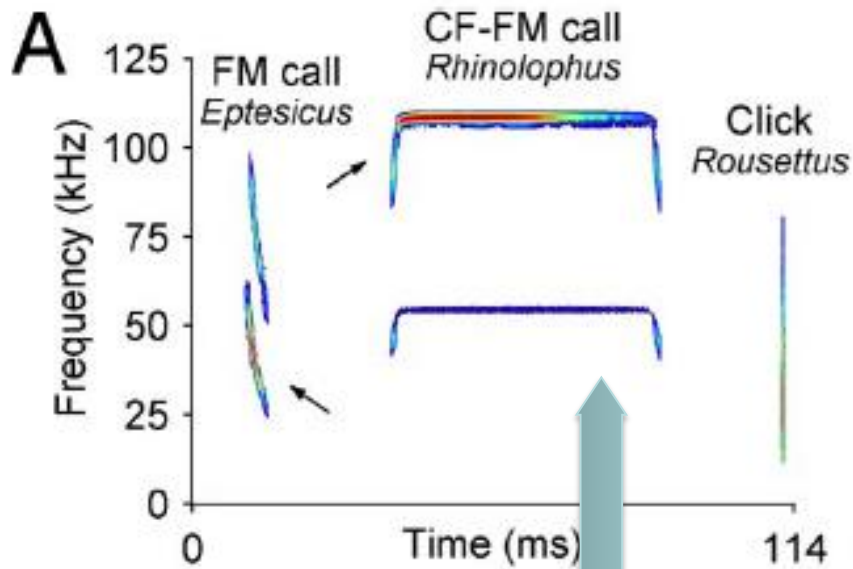 A
CF-FM call
Rhinolophus
FM call
Eptesicus
Click
Rousettus
Frequency (kHz)
125
100
75
50
25
0
0
Time (ms)
114